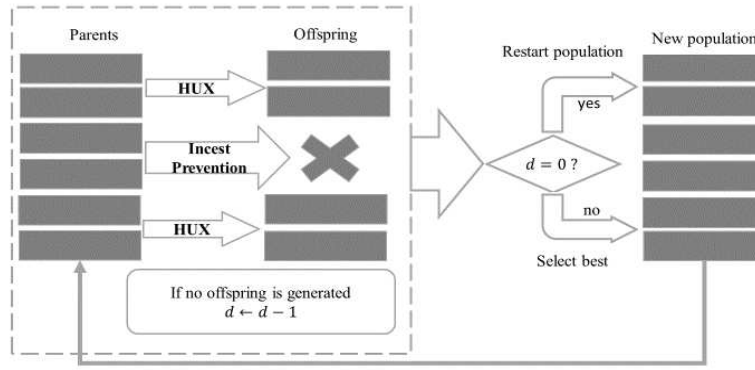 Parents
Offspring
HUX
Incest
Prevention
HUX
If no offspring is generated
d ← d − 1
Restart population
yes
d = 0 ?
no
Select best
New population